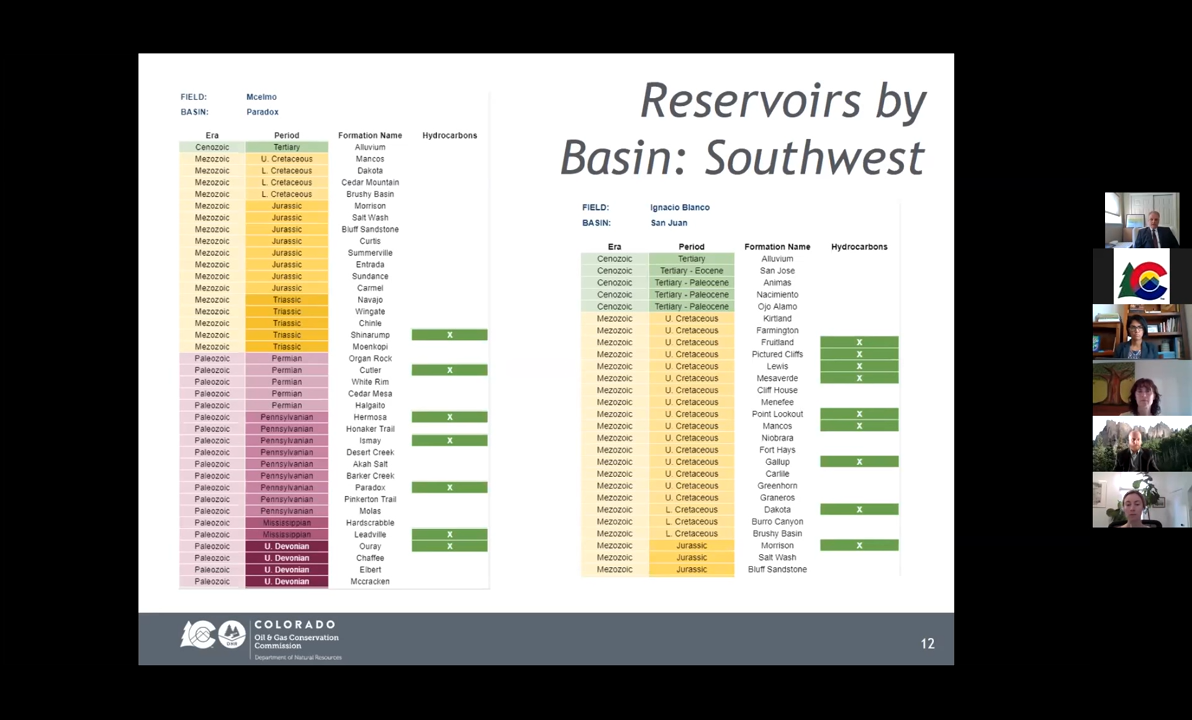 Reservoirs by
Basin: Southwest
FIELD: Mcelmo
BASIN: Paradox
Era Period Formation Name Hydrocarbons
Cenozoic Tertiary Alluvium
Mezozoic U. Cretaceous Mancos
Mezozoic L. Cretaceous Dakota
Mezozoic L. Cretaceous Cedar Mountain
Mezozoic L. Cretaceous Brushy Basin
Mezozoic Jurassic Morrison
Mezozoic Jurassic Salt Wash
Mezozoic Jurassic Bluff Sandstone
Mezozoic Jurassic Curtis
Mezozoic Jurassic Summerville
Mezozoic Jurassic Entrada
Mezozoic Jurassic Sundance
Mezozoic Jurassic Carmel
Mezozoic Triassic Navajo
Mezozoic Triassic Wingate
Mezozoic Triassic Chinle
Mezozoic Triassic Shinarump X
Mezozoic Triassic Moenkopi
Paleozoic Permian Organ Rock
Paleozoic Permian Cutler X
Paleozoic Permian White Rim
Paleozoic Permian Cedar Mesa
Paleozoic Permian Halgaito
Paleozoic Pennsylvanian Hermosa X
Paleozoic Pennsylvanian Honaker Trail
Paleozoic Pennsylvanian Ismay X
Paleozoic Pennsylvanian Desert Creek
Paleozoic Pennsylvanian Akah Salt
Paleozoic Pennsylvanian Barker Creek
Paleozoic Pennsylvanian Paradox X
Paleozoic Pennsylvanian Pinkerton Trail
Paleozoic Pennsylvanian Molas
Paleozoic Mississippian Hardscrabble
Paleozoic Mississippian Leadville X
Paleozoic U. Devonian Ouray X
Paleozoic U. Devonian Chaffee
Paleozoic U. Devonian Elbert
Paleozoic U. Devonian Mccracken
FIELD: Ignacio Blanco
BASIN: San Juan
Era Period Formation Name Hydrocarbons
Cenozoic Tertiary Alluvium
Cenozoic Tertiary - Eocene San Jose
Cenozoic Tertiary - Paleocene Animas
Cenozoic Tertiary - Paleocene Nacimiento
Cenozoic Tertiary - Paleocene Ojo Alamo
Mezozoic U. Cretaceous Kirtland
Mezozoic U. Cretaceous Farmington
Mezozoic U. Cretaceous Fruitland X
Mezozoic U. Cretaceous Pictured Cliffs X
Mezozoic U. Cretaceous Lewis X
Mezozoic U. Cretaceous Mesaverde X
Mezozoic U. Cretaceous Cliff House
Mezozoic U. Cretaceous Menefee
Mezozoic U. Cretaceous Point Lookout X
Mezozoic U. Cretaceous Mancos X
Mezozoic U. Cretaceous Niobrara
Mezozoic U. Cretaceous Fort Hays
Mezozoic U. Cretaceous Gallup X
Mezozoic U. Cretaceous Carlile
Mezozoic U. Cretaceous Greenhorn
Mezozoic U. Cretaceous Graneros
Mezozoic L. Cretaceous Dakota X
Mezozoic L. Cretaceous Burro Canyon
Mezozoic L. Cretaceous Brushy Basin
Mezozoic Jurassic Morrison X
Mezozoic Jurassic Salt Wash
Mezozoic Jurassic Bluff Sandstone
COLORADO
Oil & Gas Conservation
Commission
Department of Natural Resources
12